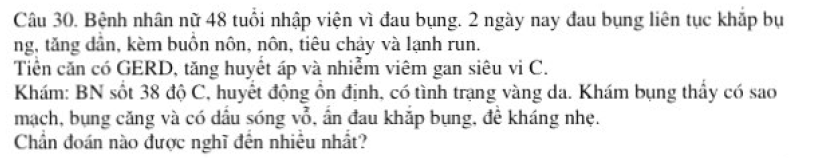 Câu 30. Bệnh nhân nữ 48 tuổi nhập viện vì đau bụng. 2 ngày nay đau bụng liên tục khắp bụ
ng, tăng dần, kèm buồn nôn, nôn, tiêu chảy và lạnh run.
Tiền căn có GERD, tăng huyết áp và nhiễm viêm gan siêu vi C.
Khám: BN sốt 38 độ C, huyết động ổn định, có tình trạng vàng da. Khám bụng thấy có sao
mạch, bụng căng và có dấu sóng vỗ, ấn đau khắp bụng, đề kháng nhẹ.
Chẩn đoán nào được nghĩ đến nhiều nhất?